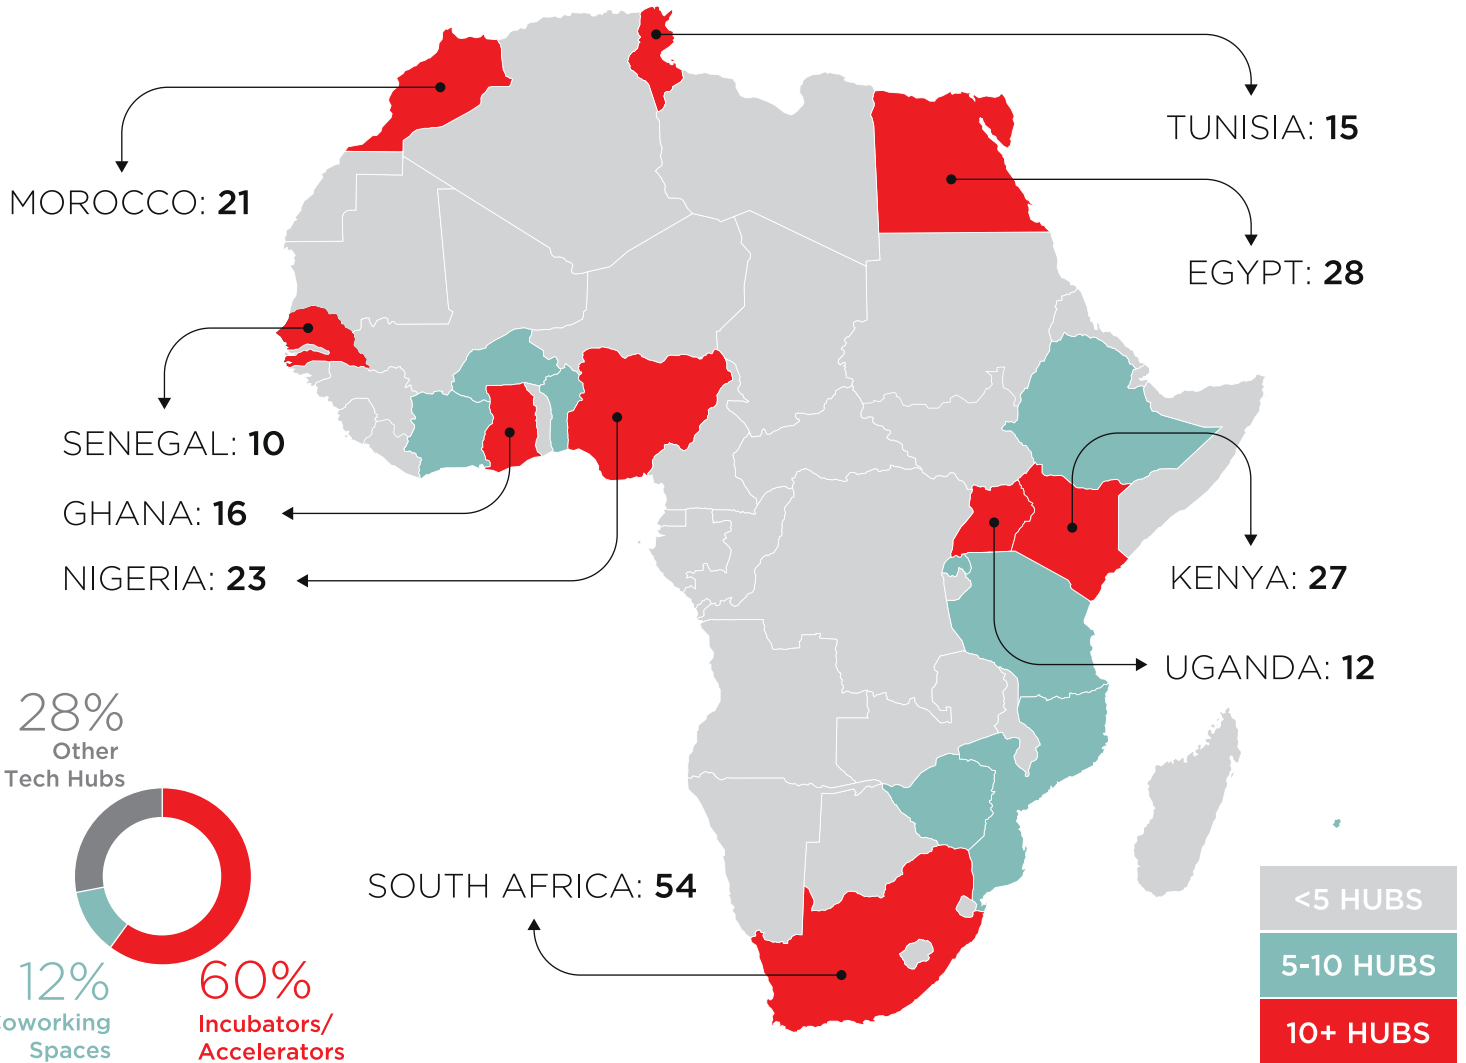 TUNISIA: 15
MOROCCO: 21
EGYPT: 28
SENEGAL: 10
GHANA: 16
NIGERIA: 23
KENYA: 27
UGANDA: 12
28%
Other
Tech Hubs
SOUTH AFRICA: 54
12%
oworking
Spaces
60%
Incubators/
Accelerators
<5 HUBS
5-10 HUBS
10+ HUBS